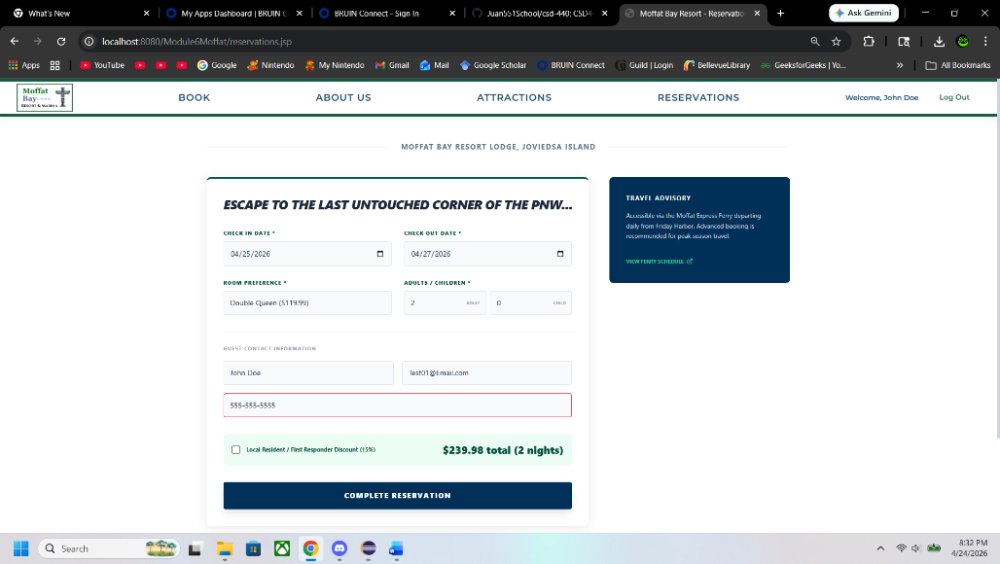 What's New
My Apps Dashboard | BRUIN C
BRUIN Connect - Sign In
Juan551School/csd-440: CSD4
Moffat Bay Resort - Reservation
Ask Gemini
localhost:8080/Module6Moffat/reservations.jsp
Apps
YouTube
Google
Nintendo
My Nintendo
Gmail
Mail
Google Scholar
BRUIN Connect
Guild | Login
BellevueLibrary
GeeksforGeeks | Yo...
All Bookmarks
Moffat
Bay
RESORT & MARINA
BOOK
ABOUT US
ATTRACTIONS
RESERVATIONS
Welcome, John Doe
Log Out
MOFFAT BAY RESORT LODGE, JOVIEDSA ISLAND
ESCAPE TO THE LAST UNTOUCHED CORNER OF THE PNW...
CHECK IN DATE *
CHECK OUT DATE *
04/25/2026
04/27/2026
ROOM PREFERENCE *
ADULTS / CHILDREN *
Double Queen ($119.99)
2 ADULT
0 CHILD
GUEST CONTACT INFORMATION
John Doe
Test01@Email.com
555-555-5555
Local Resident / First Responder Discount (15%)
$239.98 total (2 nights)
COMPLETE RESERVATION
TRAVEL ADVISORY
Accessible via the Moffat Express Ferry departing
daily from Friday Harbor. Advanced booking is
recommended for peak season travel.
VIEW FERRY SCHEDULE
Search
8:32 PM
4/24/2026